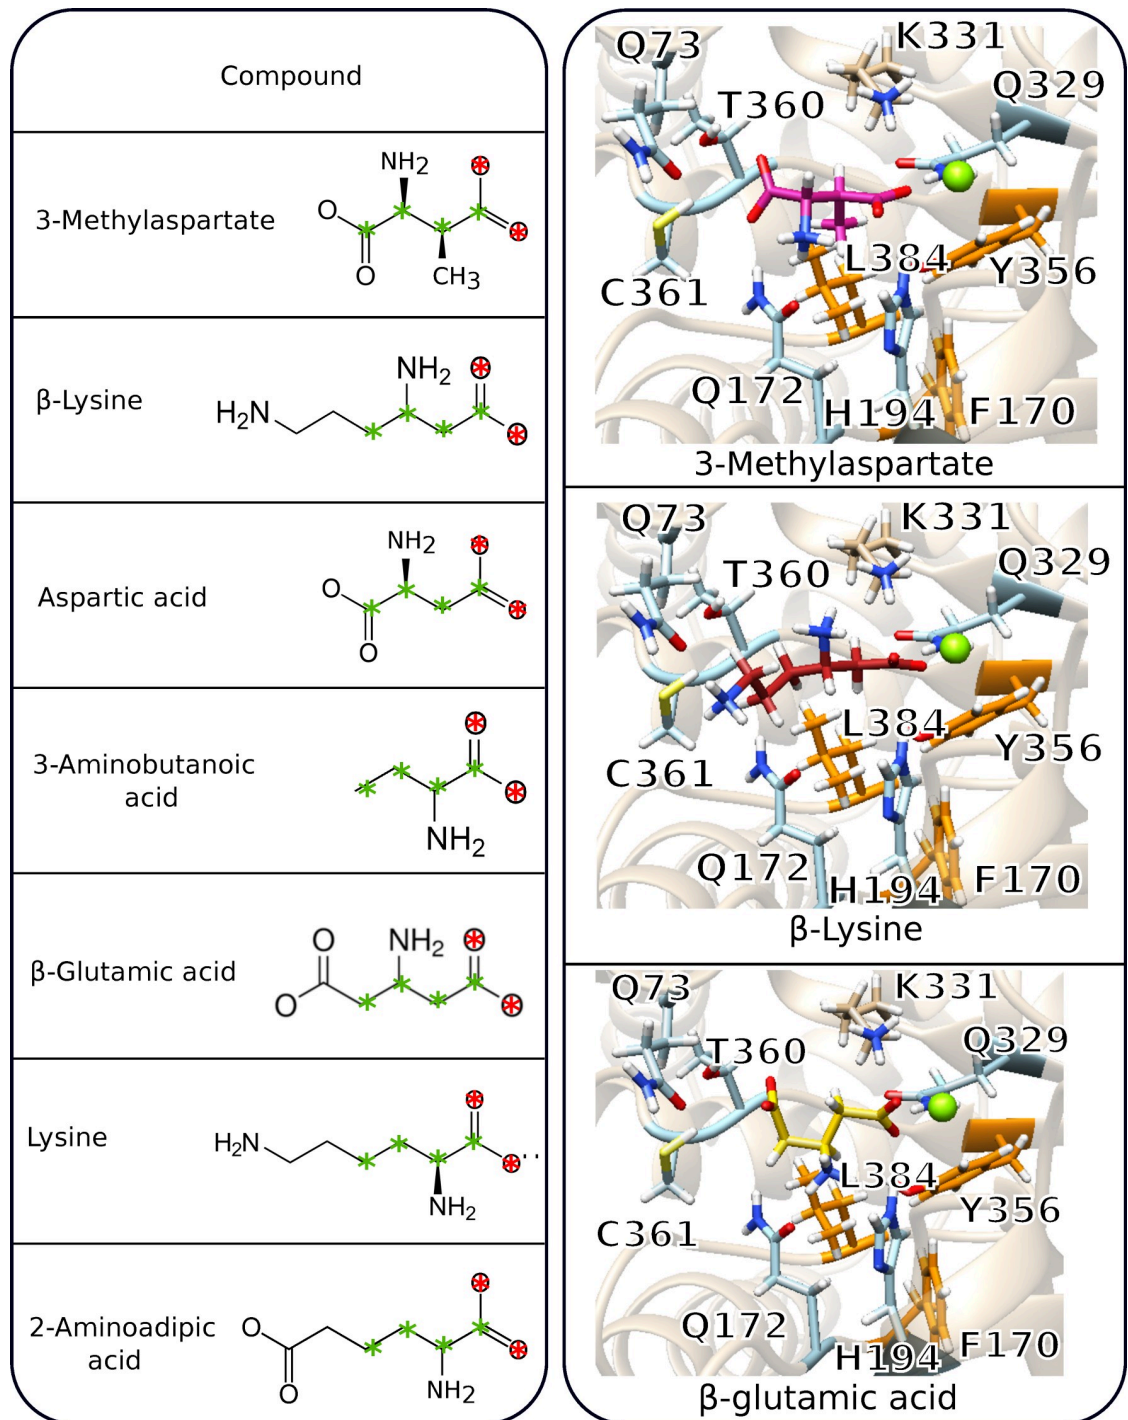 Compound
3-Methylaspartate
NH2
O
O
O
O
CH3
β-Lysine
NH2
O
H2N
O
Aspartic acid
NH2
O
O
O
O
3-Aminobutanoic
acid
O
O
NH2
β-Glutamic acid
O
NH2
O
O
O
Lysine
O
H2N
O
NH2
2-Aminoadipic
acid
O
O
O
O
NH2
Q73
K331
T360
Q329
L384
Y356
C361
Q172
H194
F170
3-Methylaspartate
Q73
K331
T360
Q329
L384
Y356
C361
Q172
H194
F170
β-Lysine
Q73
K331
T360
Q329
L384
Y356
C361
Q172
H194
F170
β-glutamic acid